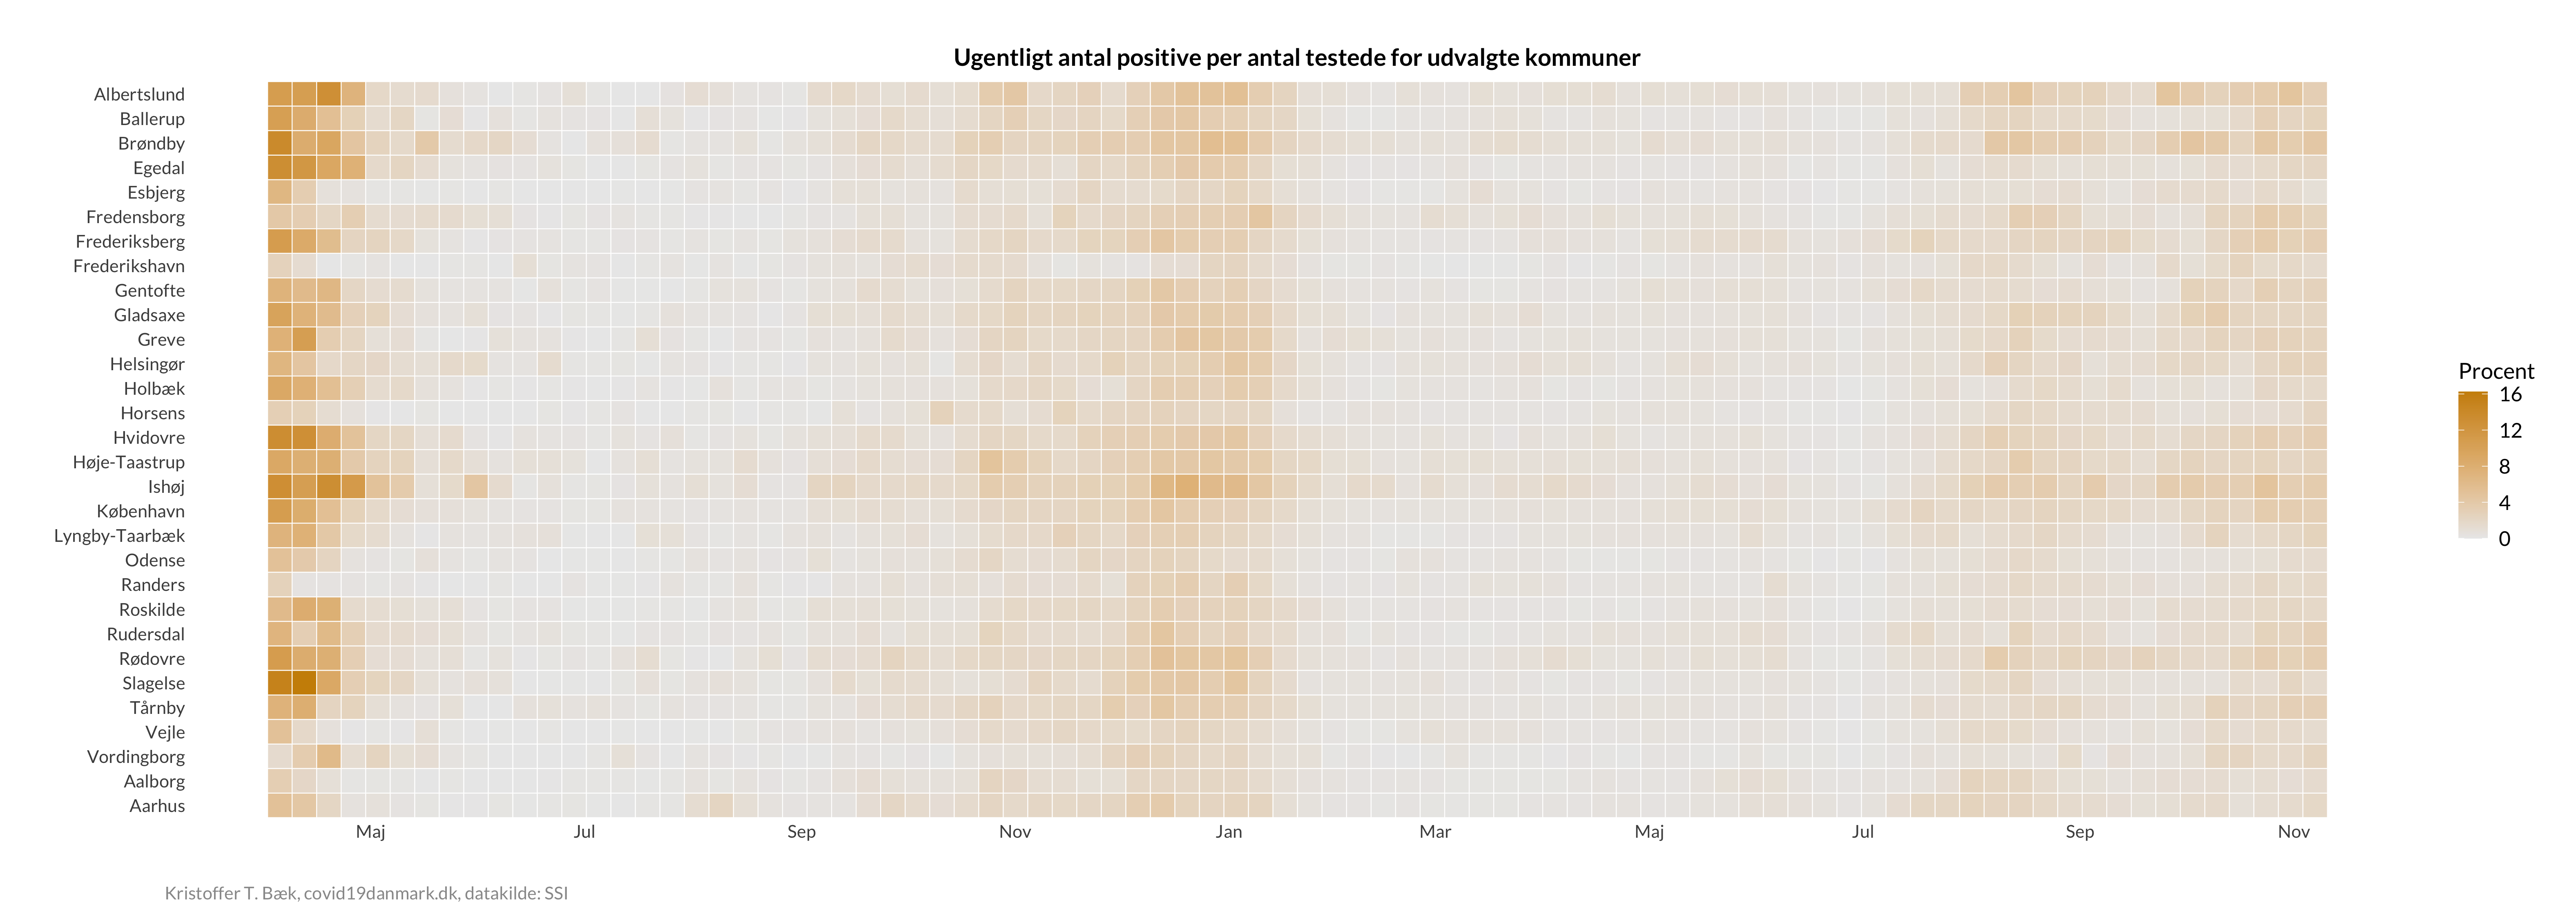 Ugentligt antal positive per antal testede for udvalgte kommuner
Albertslund
Ballerup
Brøndby
Egedal
Esbjerg
Fredensborg
Frederiksberg
Frederikshavn
Gentofte
Gladsaxe
Greve
Helsingør
Holbæk
Horsens
Hvidovre
Høje-Taastrup
Ishøj
København
Lyngby-Taarbæk
Odense
Randers
Roskilde
Rudersdal
Rødovre
Slagelse
Tårnby
Vejle
Vordingborg
Aalborg
Aarhus
Maj Jul Sep Nov Jan Mar Maj Jul Sep Nov
Procent
16
12
8
4
0
Kristoffer T. Bæk, covid19danmark.dk, datakilde: SSI